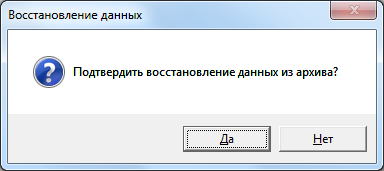 Восстановление данных
Подтвердить восстановление данных из архива?
Да
Нет